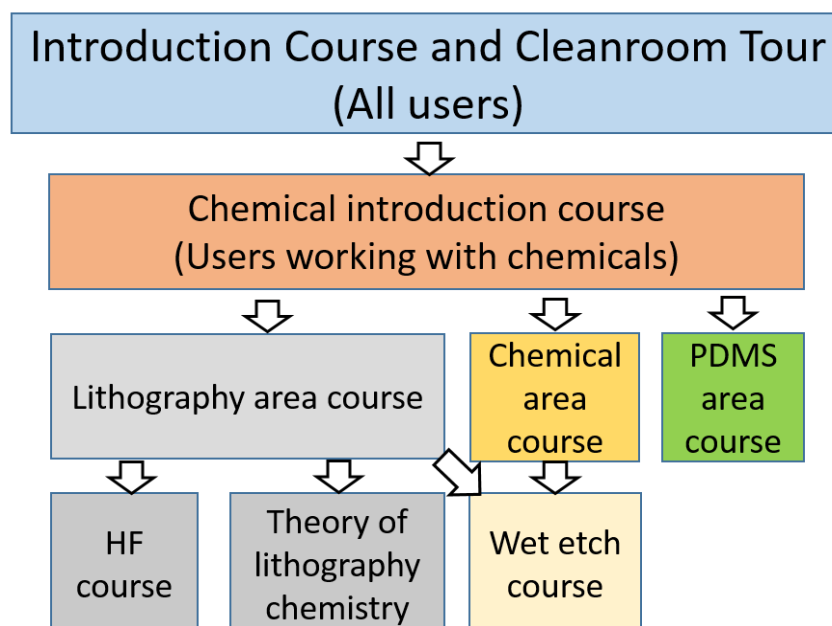 Introduction Course and Cleanroom Tour
(All users)
Chemical introduction course
(Users working with chemicals)
Lithography area course
Chemical
area
course
PDMS
area
course
HF
course
Theory of
lithography
chemistry
Wet etch
course